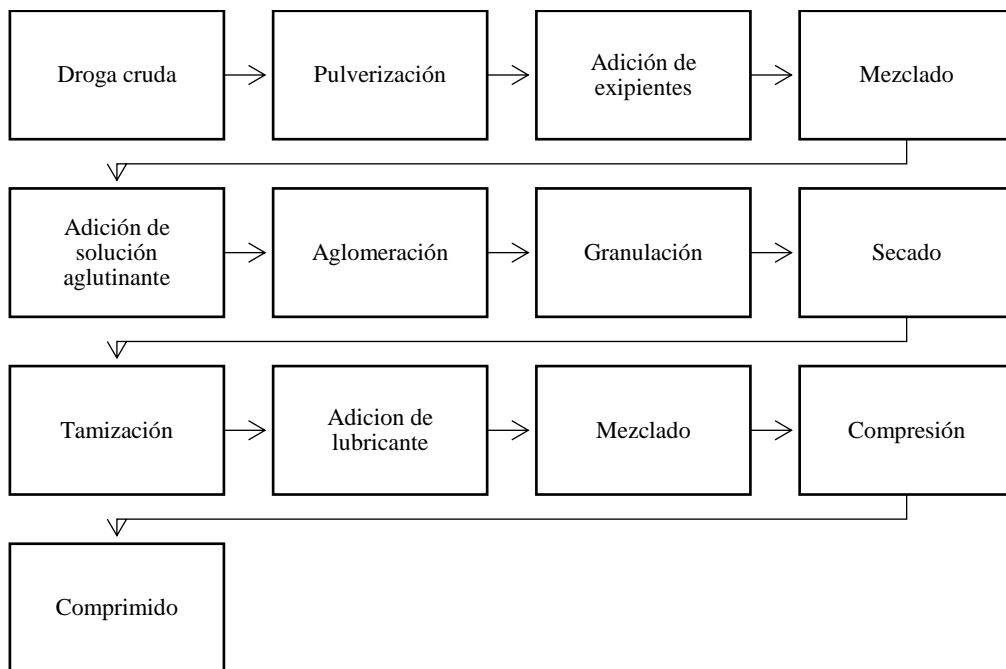 Droga cruda
Pulverización
Adición de
exipientes
Mezclado
Adición de
solución
aglutinante
Aglomeración
Granulación
Secado
Tamización
Adicion de
lubricante
Mezclado
Compresión
Comprimido